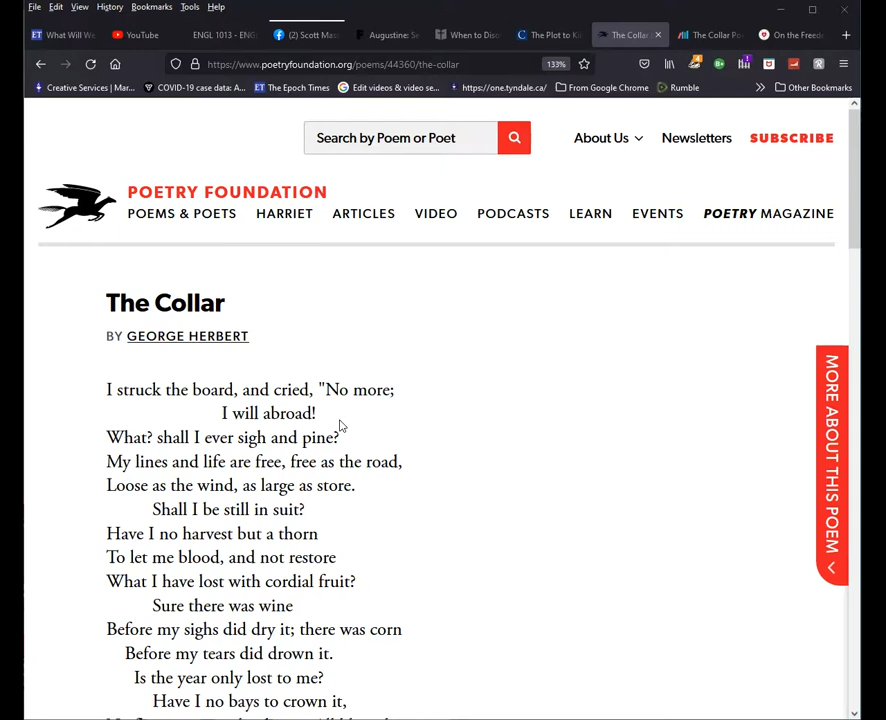 File Edit View History Bookmarks Tools Help
What Will We YouTube ENGL 1013 - ENG (2) Scott Mas Augustine: Se When to Diso The Plot to Kil The Collar The Collar Po On the Freed
https://www.poetryfoundation.org/poems/44360/the-collar 133%
Creative Services | Mar... COVID-19 case data: A... The Epoch Times Edit videos & video se... https://one.tyndale.ca/ From Google Chrome Rumble Other Bookmarks
Search by Poem or Poet About Us Newsletters SUBSCRIBE
POETRY FOUNDATION
POEMS & POETS HARRIET ARTICLES VIDEO PODCASTS LEARN EVENTS POETRY MAGAZINE
The Collar
BY GEORGE HERBERT
I struck the board, and cried, "No more;
I will abroad!
What? shall I ever sigh and pine?
My lines and life are free, free as the road,
Loose as the wind, as large as store.
Shall I be still in suit?
Have I no harvest but a thorn
To let me blood, and not restore
What I have lost with cordial fruit?
Sure there was wine
Before my sighs did dry it; there was corn
Before my tears did drown it.
Is the year only lost to me?
Have I no bays to crown it,
MORE ABOUT THIS POEM